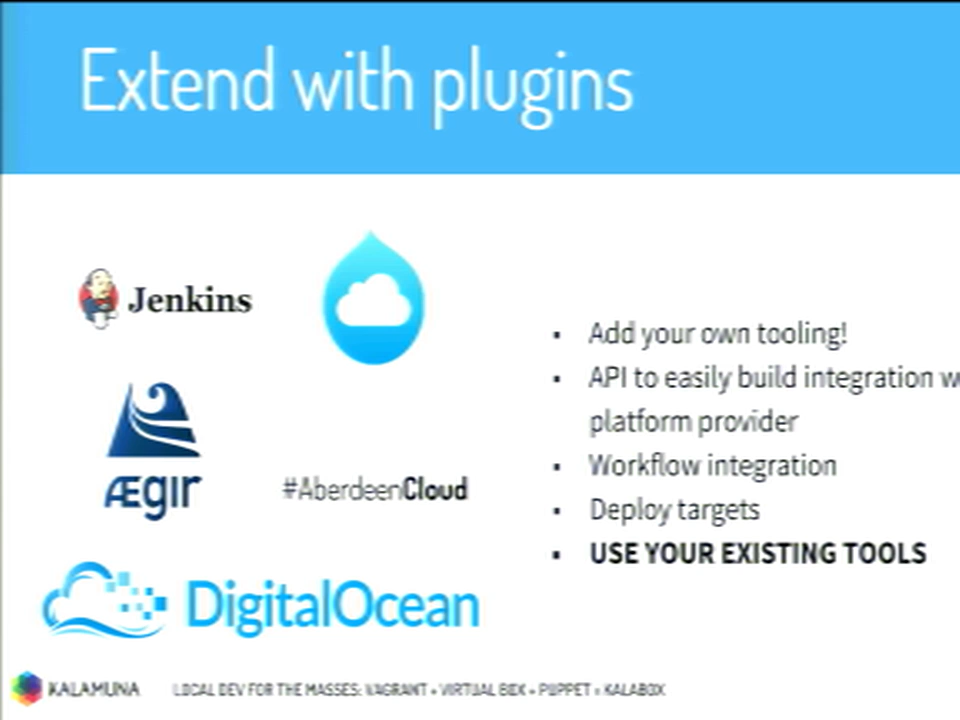 Extend with plugins
Jenkins
ÆGIR
#AberdeenCloud
DigitalOcean
▪ Add your own tooling!
▪ API to easily build integration w
platform provider
▪ Workflow integration
▪ Deploy targets
▪ USE YOUR EXISTING TOOLS
KALAMUNA
LOCAL DEV FOR THE MASSES: VAGRANT + VIRTUAL BOX + PUPPET = KALABOX